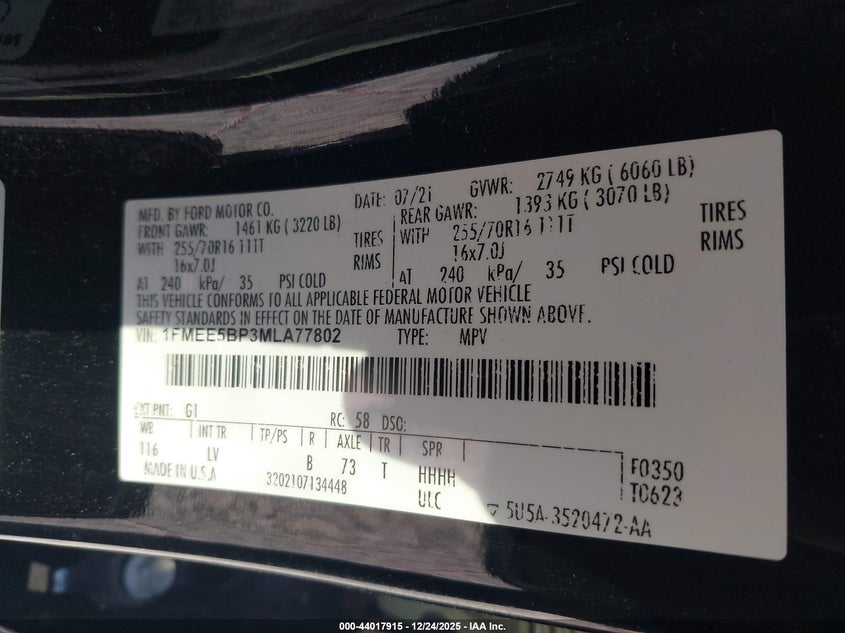 MFD. BY FORD MOTOR CO. DATE: 07/21 GVWR: 2749 KG ( 6060 LB)
FRONT GAWR: 1461 KG ( 3220 LB) REAR GAWR: 1393 KG ( 3070 LB)
WITH 255/70R16 111T TIRES WITH 255/70R16 111T TIRES
16x7.0J RIMS 16x7.0J RIMS
AT 240 kPa/ 35 PSI COLD AT 240 kPa/ 35 PSI COLD
THIS VEHICLE CONFORMS TO ALL APPLICABLE FEDERAL MOTOR VEHICLE
SAFETY STANDARDS IN EFFECT ON THE DATE OF MANUFACTURE SHOWN ABOVE.
VIN: 1FMEE5BP3MLA77802 TYPE: MPV
EXT PNT: G1 RC: 58 DSO:
WB INT TR TP/PS R AXLE TR SPR
116 LV B 73 T HHHH F0350
MADE IN U.S.A 3202107134448 ULC T0623
5U5A-3520472-AA
000-44017915 - 12/24/2025 - IAA Inc.